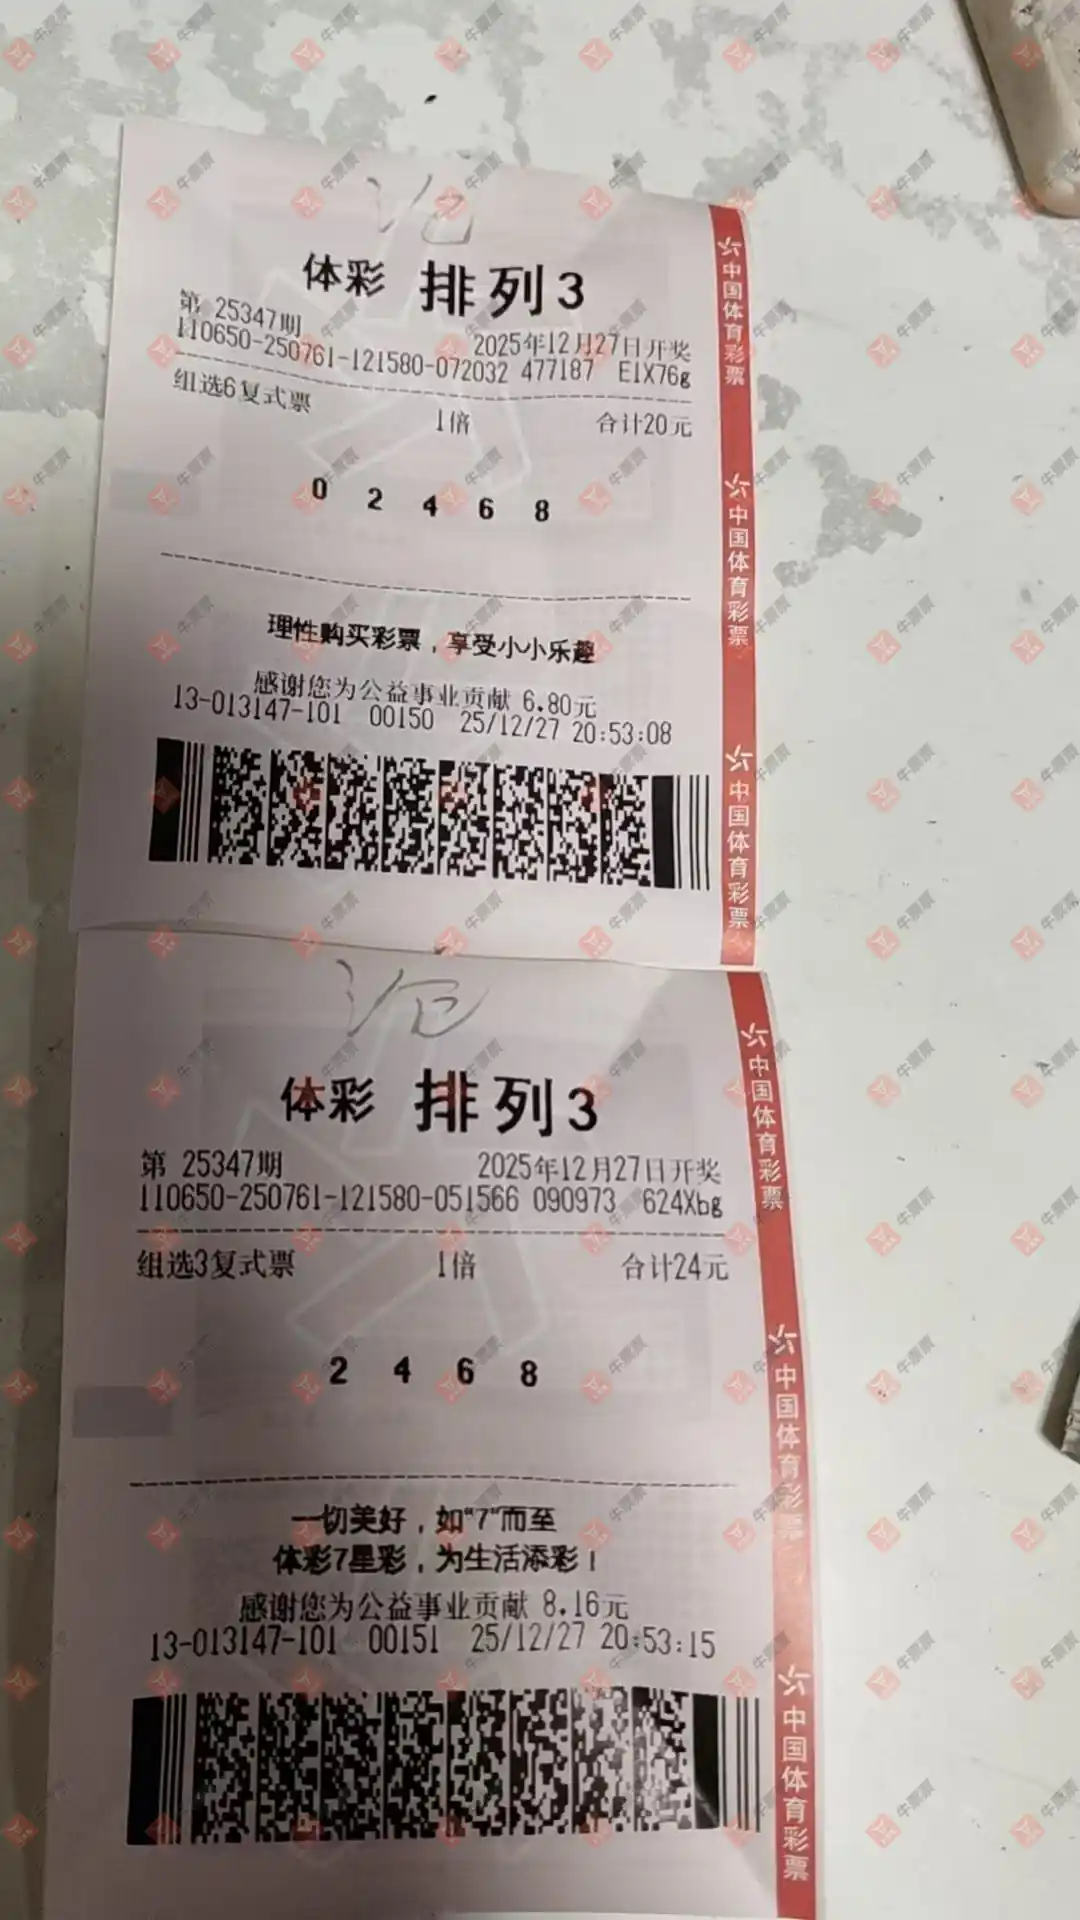 体彩 排列3
第 25347期 2025年12月27日开奖
110650-250761-121580-072032 477187 E1X76g
组选6复式票 1倍 合计20元
0 2 4 6 8
理性购买彩票，享受小小乐趣
感谢您为公益事业贡献 6.80元
13-013147-101 00150 25/12/27 20:53:08
中国体育彩票
中国体育彩票
中国体育彩票
体彩 排列3
第 25347期 2025年12月27日开奖
110650-250761-121580-051566 090973 624Xbg
组选3复式票 1倍 合计24元
2 4 6 8
一切美好，如“7”而至
体彩7星彩，为生活添彩！
感谢您为公益事业贡献 8.16元
13-013147-101 00151 25/12/27 20:53:15
中国体育彩票
中国体育彩票
中国体育彩票
牛票票